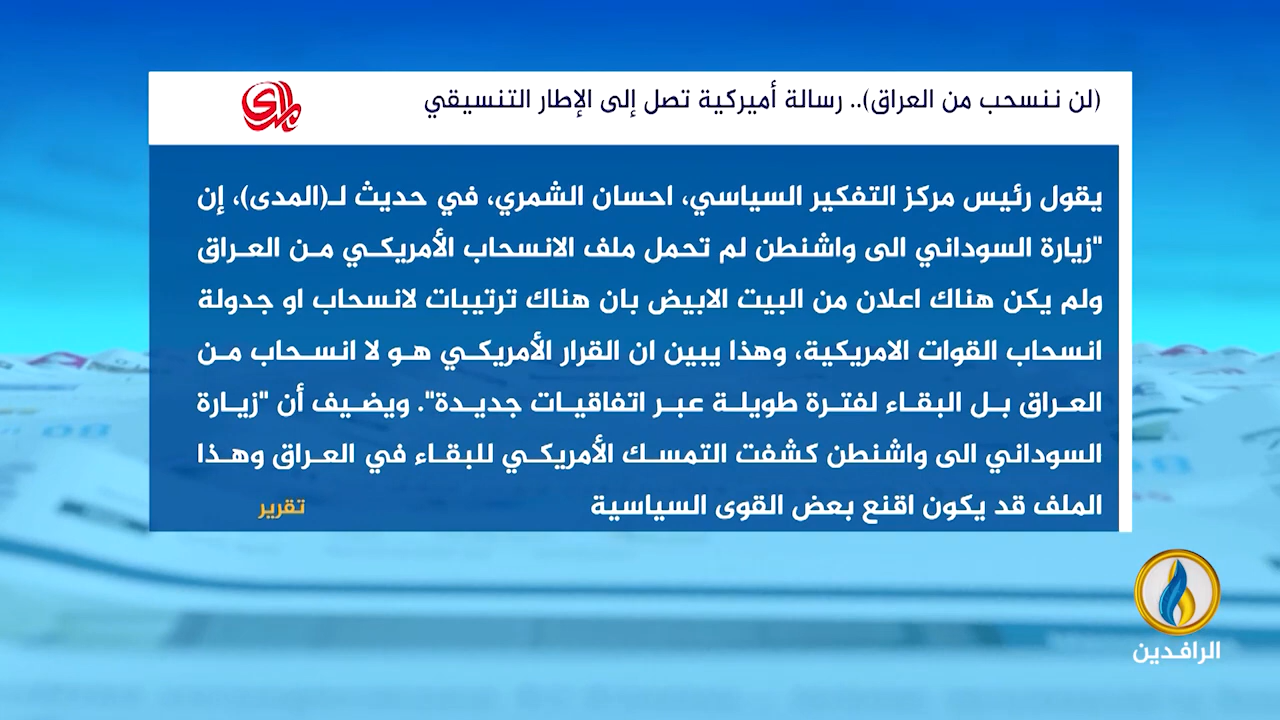 (لن ننسحب من العراق).. رسالة أميركية تصل إلى الإطار التنسيقي
المدى
يقول رئيس مركز التفكير السياسي، احسان الشمري، في حديث لـ(المدى)، إن
"زيارة السوداني الى واشنطن لم تحمل ملف الانسحاب الأمريكي من العراق
ولم يكن هناك اعلان من البيت الابيض بان هناك ترتيبات لانسحاب او جدولة
انسحاب القوات الامريكية، وهذا يبين ان القرار الأمريكي هو لا انسحاب من
العراق بل البقاء لفترة طويلة عبر اتفاقيات جديدة". ويضيف أن "زيارة
السوداني الى واشنطن كشفت التمسك الأمريكي للبقاء في العراق وهذا
الملف قد يكون اقنع بعض القوى السياسية
تقرير
الرافدين